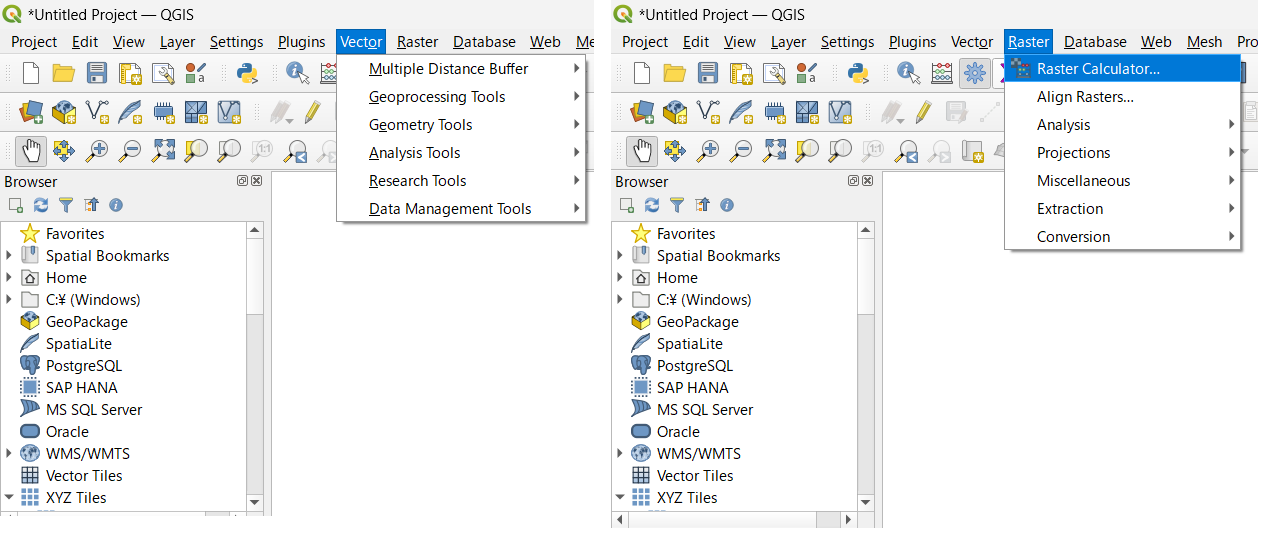 *Untitled Project — QGIS
Project Edit View Layer Settings Plugins Vector Raster Database Web Me
Multiple Distance Buffer
Geoprocessing Tools
Geometry Tools
Analysis Tools
Research Tools
Data Management Tools
1:1
Browser
Favorites
Spatial Bookmarks
Home
C:¥ (Windows)
GeoPackage
SpatiaLite
PostgreSQL
SAP HANA
MS SQL Server
Oracle
WMS/WMTS
Vector Tiles
XYZ Tiles
*Untitled Project — QGIS
Project Edit View Layer Settings Plugins Vector Raster Database Web Mesh Pro
Raster Calculator...
Align Rasters...
Analysis
Projections
Miscellaneous
Extraction
Conversion
1:1
Browser
Favorites
Spatial Bookmarks
Home
C:¥ (Windows)
GeoPackage
SpatiaLite
PostgreSQL
SAP HANA
MS SQL Server
Oracle
WMS/WMTS
Vector Tiles
XYZ Tiles